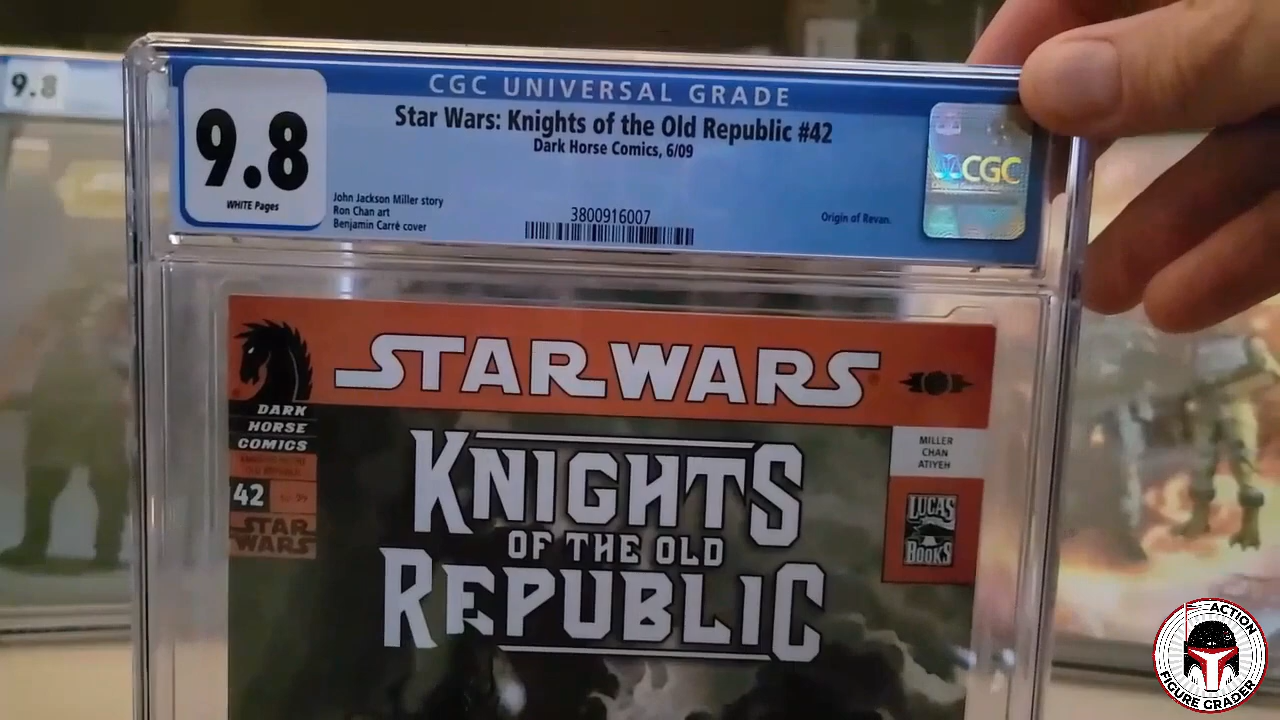 9.8
CGC UNIVERSAL GRADE
9.8
WHITE Pages
Star Wars: Knights of the Old Republic #42
Dark Horse Comics, 6/09
John Jackson Miller story
Ron Chan art
Benjamin Carré cover
3800916007
Origin of Revan.
CGC
STAR WARS
DARK
HORSE
COMICS
42
STAR
WARS
MILLER
CHAN
ATIYEH
LUCAS
BOOKS
KNIGHTS
OF THE OLD
REPUBLIC
ACTION
FIGURE GRADER